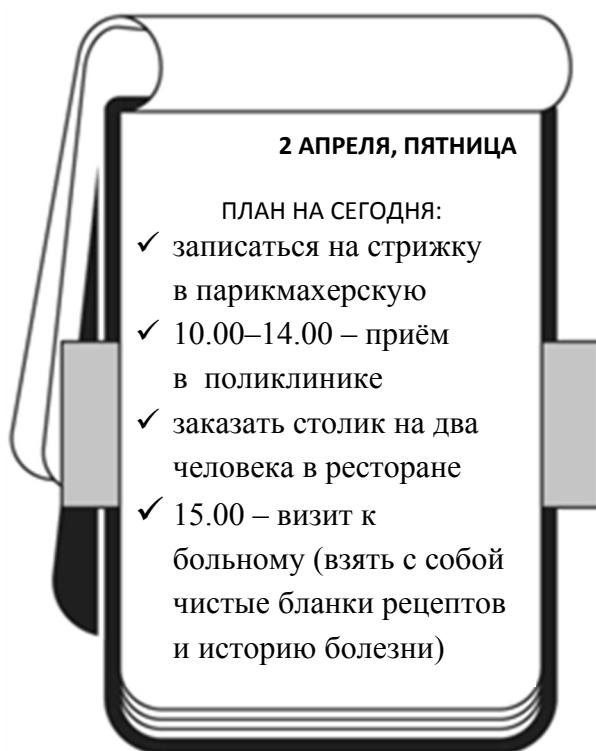 2 АПРЕЛЯ, ПЯТНИЦА
ПЛАН НА СЕГОДНЯ:
✓ записаться на стрижку
в парикмахерскую
✓ 10.00–14.00 – приём
в поликлинике
✓ заказать столик на два
человека в ресторане
✓ 15.00 – визит к
больному (взять с собой
чистые бланки рецептов
и историю болезни)